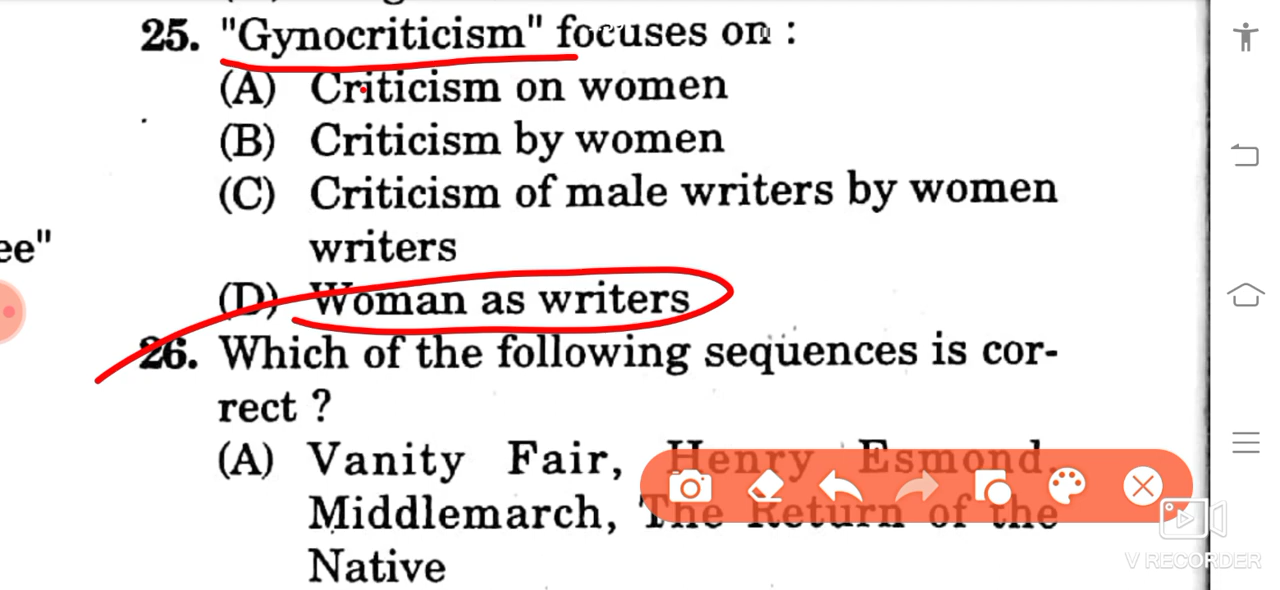 25. "Gynocriticism" focuses on :
(A) Criticism on women
(B) Criticism by women
(C) Criticism of male writers by women
writers
ee"
(D) Woman as writers
26. Which of the following sequences is cor-
rect ?
(A) Vanity Fair, Henry Esmond,
Middlemarch, The Return of the
Native
V RECORDER